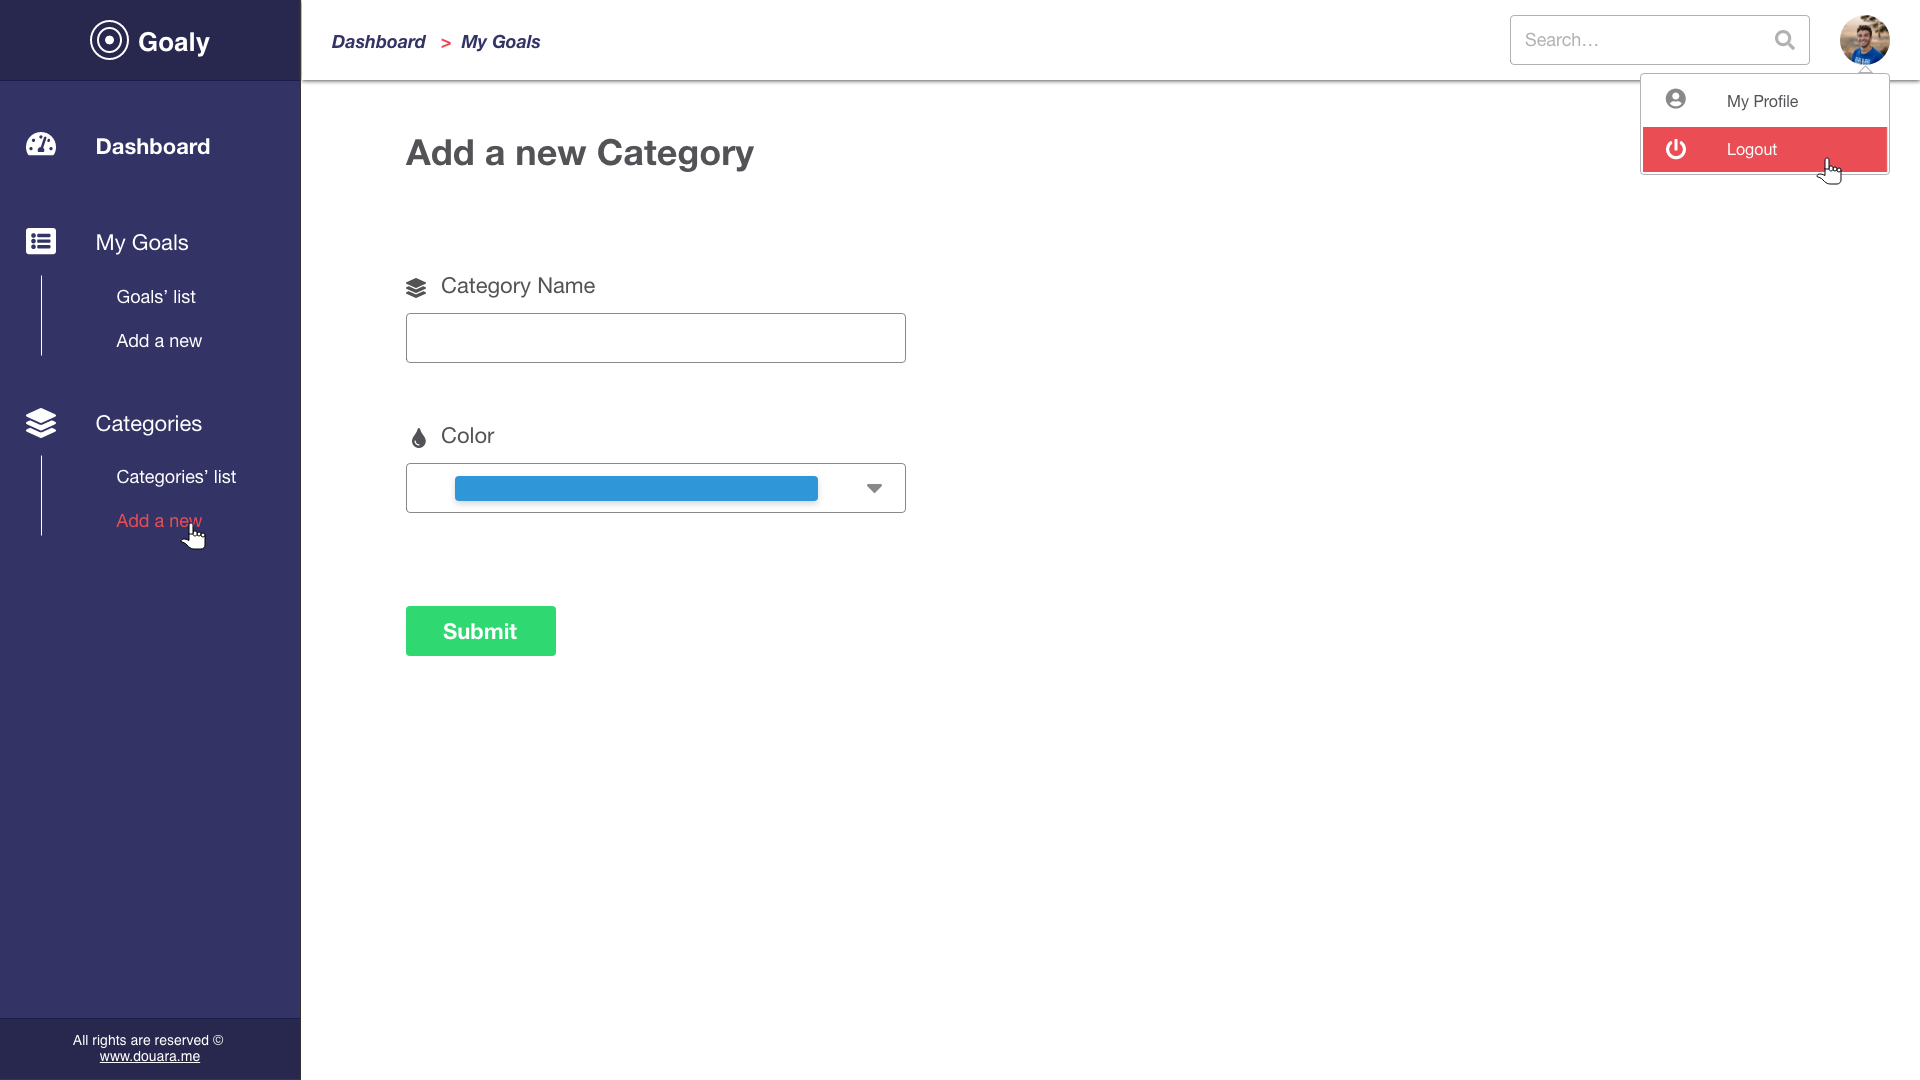 Goaly
Dashboard > My Goals
Search...
My Profile
Logout
Dashboard
My Goals
Goals’ list
Add a new
Categories
Categories’ list
Add a new
Add a new Category
Category Name
Color
Submit
All rights are reserved ©
www.douara.me